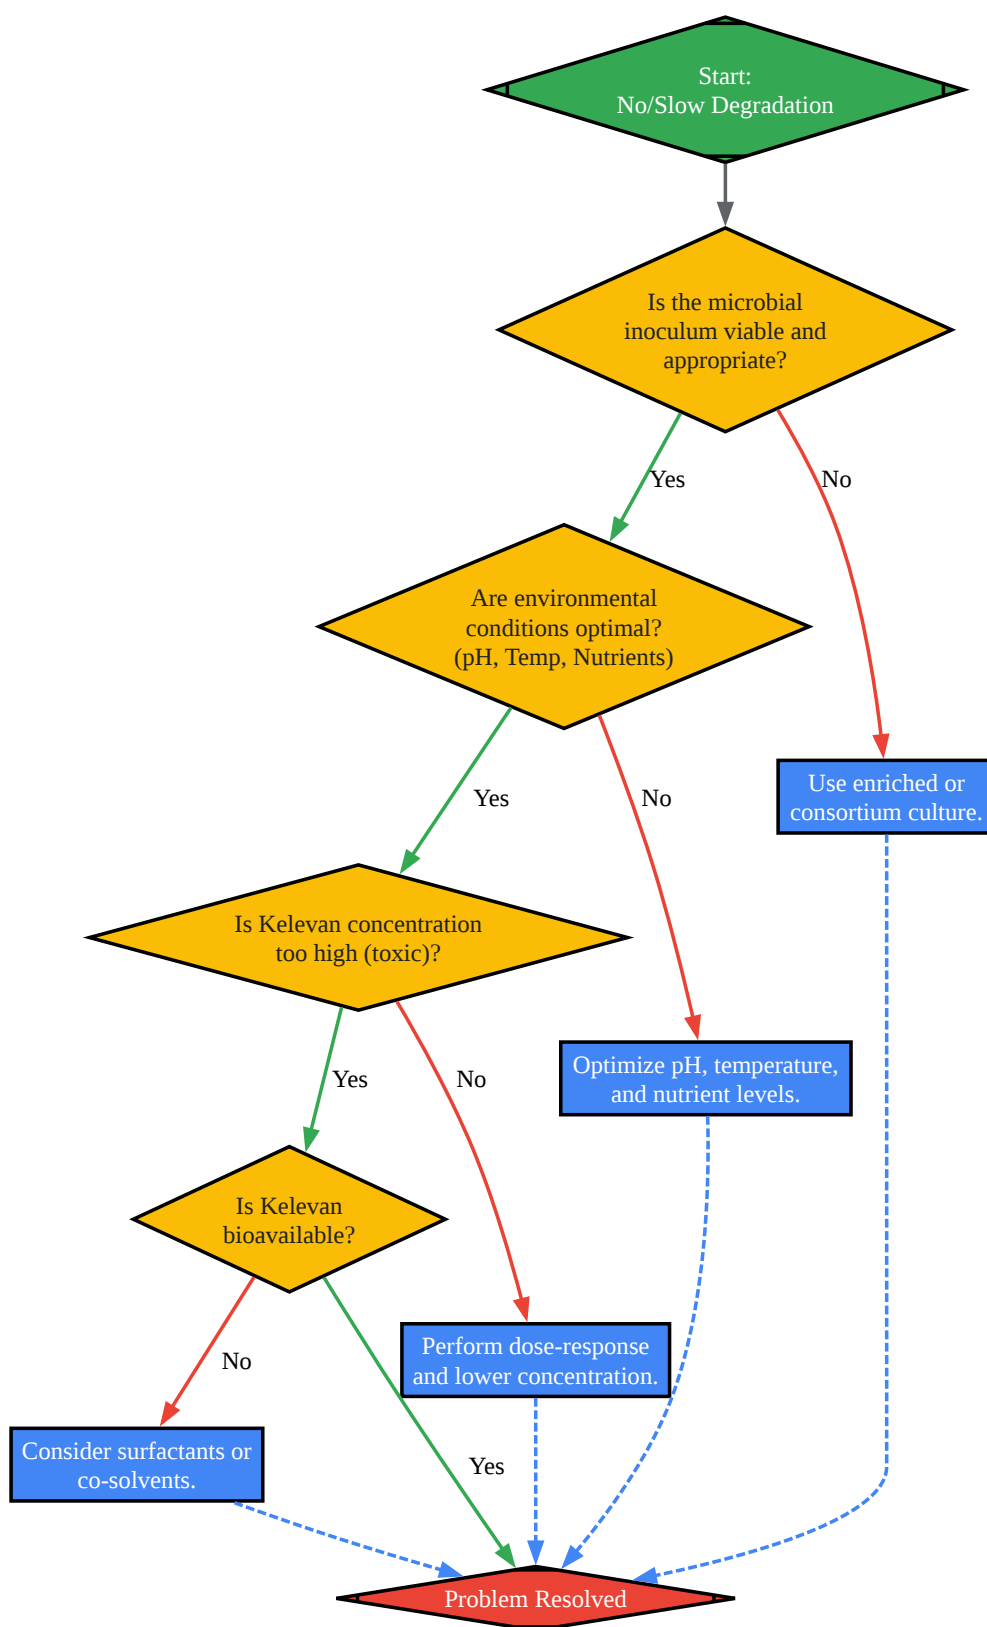 Start:
No/Slow Degradation
Is the microbial
inoculum viable and
appropriate?
Yes
No
Are environmental
conditions optimal?
(pH, Temp, Nutrients)
Yes
No
Use enriched or
consortium culture.
Is Kelevan concentration
too high (toxic)?
Yes
No
Optimize pH, temperature,
and nutrient levels.
Is Kelevan
bioavailable?
No
Yes
Perform dose-response
and lower concentration.
Consider surfactants or
co-solvents.
Problem Resolved